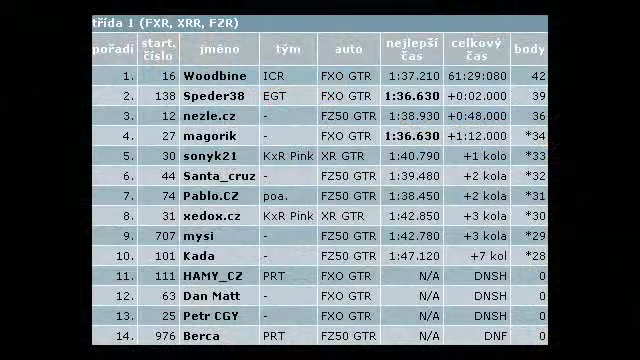 třída 1 (FXR, XRR, FZR)
pořadí start. číslo jméno tým auto nejlepší čas celkový čas body
1. 16 Woodbine ICR FXO GTR 1:37.210 61:29:080 42
2. 138 Speder38 EGT FXO GTR 1:36.630 +0:02.000 39
3. 12 nezle.cz - FZ50 GTR 1:38.930 +0:48.000 36
4. 27 magorik - FXO GTR 1:36.630 +1:12.000 *34
5. 30 sonyk21 KxR Pink XR GTR 1:40.790 +1 kolo *33
6. 44 Santa_cruz - FZ50 GTR 1:39.480 +2 kola *32
7. 74 Pablo.CZ poa. FZ50 GTR 1:38.450 +2 kola *31
8. 31 xedox.cz KxR Pink XR GTR 1:42.850 +3 kola *30
9. 707 mysi - FZ50 GTR 1:42.780 +3 kola *29
10. 101 Kada - FZ50 GTR 1:47.120 +7 kol *28
11. 111 HAMY_CZ PRT FXO GTR N/A DNSH 0
12. 63 Dan Matt - FXO GTR N/A DNSH 0
13. 25 Petr CGY - FXO GTR N/A DNSH 0
14. 976 Berca PRT FZ50 GTR N/A DNF 0